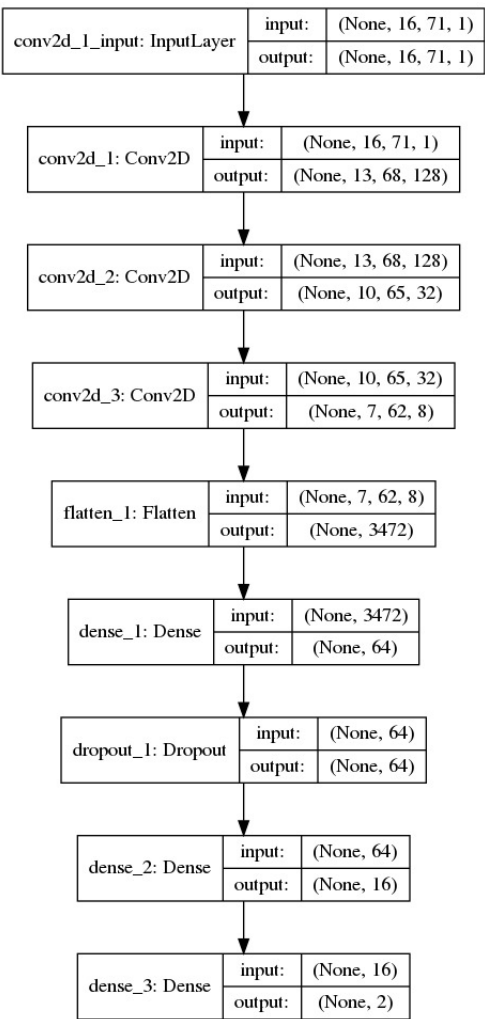 conv2d_1_input: InputLayer input: (None, 16, 71, 1)
output: (None, 16, 71, 1)
conv2d_1: Conv2D input: (None, 16, 71, 1)
output: (None, 13, 68, 128)
conv2d_2: Conv2D input: (None, 13, 68, 128)
output: (None, 10, 65, 32)
conv2d_3: Conv2D input: (None, 10, 65, 32)
output: (None, 7, 62, 8)
flatten_1: Flatten input: (None, 7, 62, 8)
output: (None, 3472)
dense_1: Dense input: (None, 3472)
output: (None, 64)
dropout_1: Dropout input: (None, 64)
output: (None, 64)
dense_2: Dense input: (None, 64)
output: (None, 16)
dense_3: Dense input: (None, 16)
output: (None, 2)